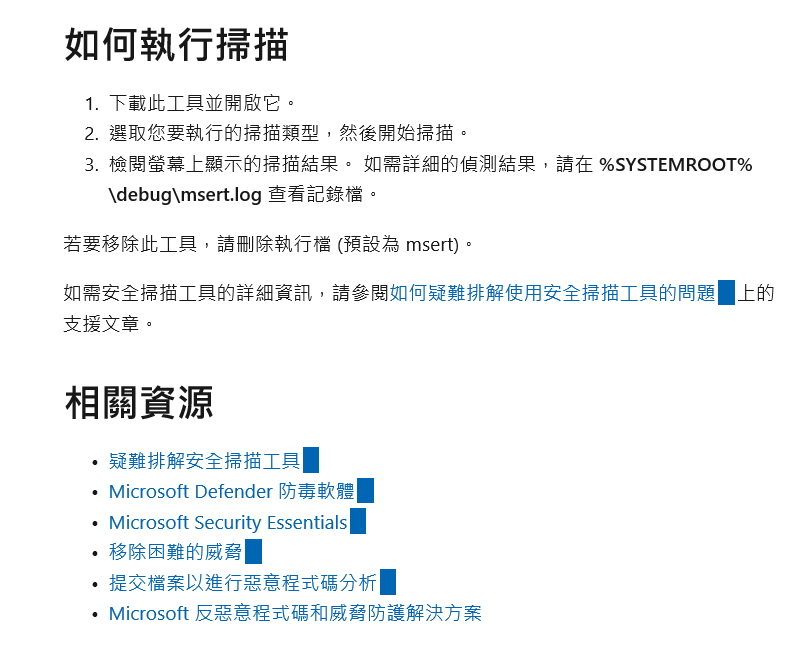 如何執行掃描
1. 下載此工具並開啟它。
2. 選取您要執行的掃描類型，然後開始掃描。
3. 檢閱螢幕上顯示的掃描結果。 如需詳細的偵測結果，請在 %SYSTEMROOT%
\debug\msert.log 查看記錄檔。
若要移除此工具，請刪除執行檔 (預設為 msert)。
如需安全掃描工具的詳細資訊，請參閱如何疑難排解使用安全掃描工具的問題上的
支援文章。
相關資源
• 疑難排解安全掃描工具
• Microsoft Defender 防毒軟體
• Microsoft Security Essentials
• 移除困難的威脅
• 提交檔案以進行惡意程式碼分析
• Microsoft 反惡意程式碼和威脅防護解決方案